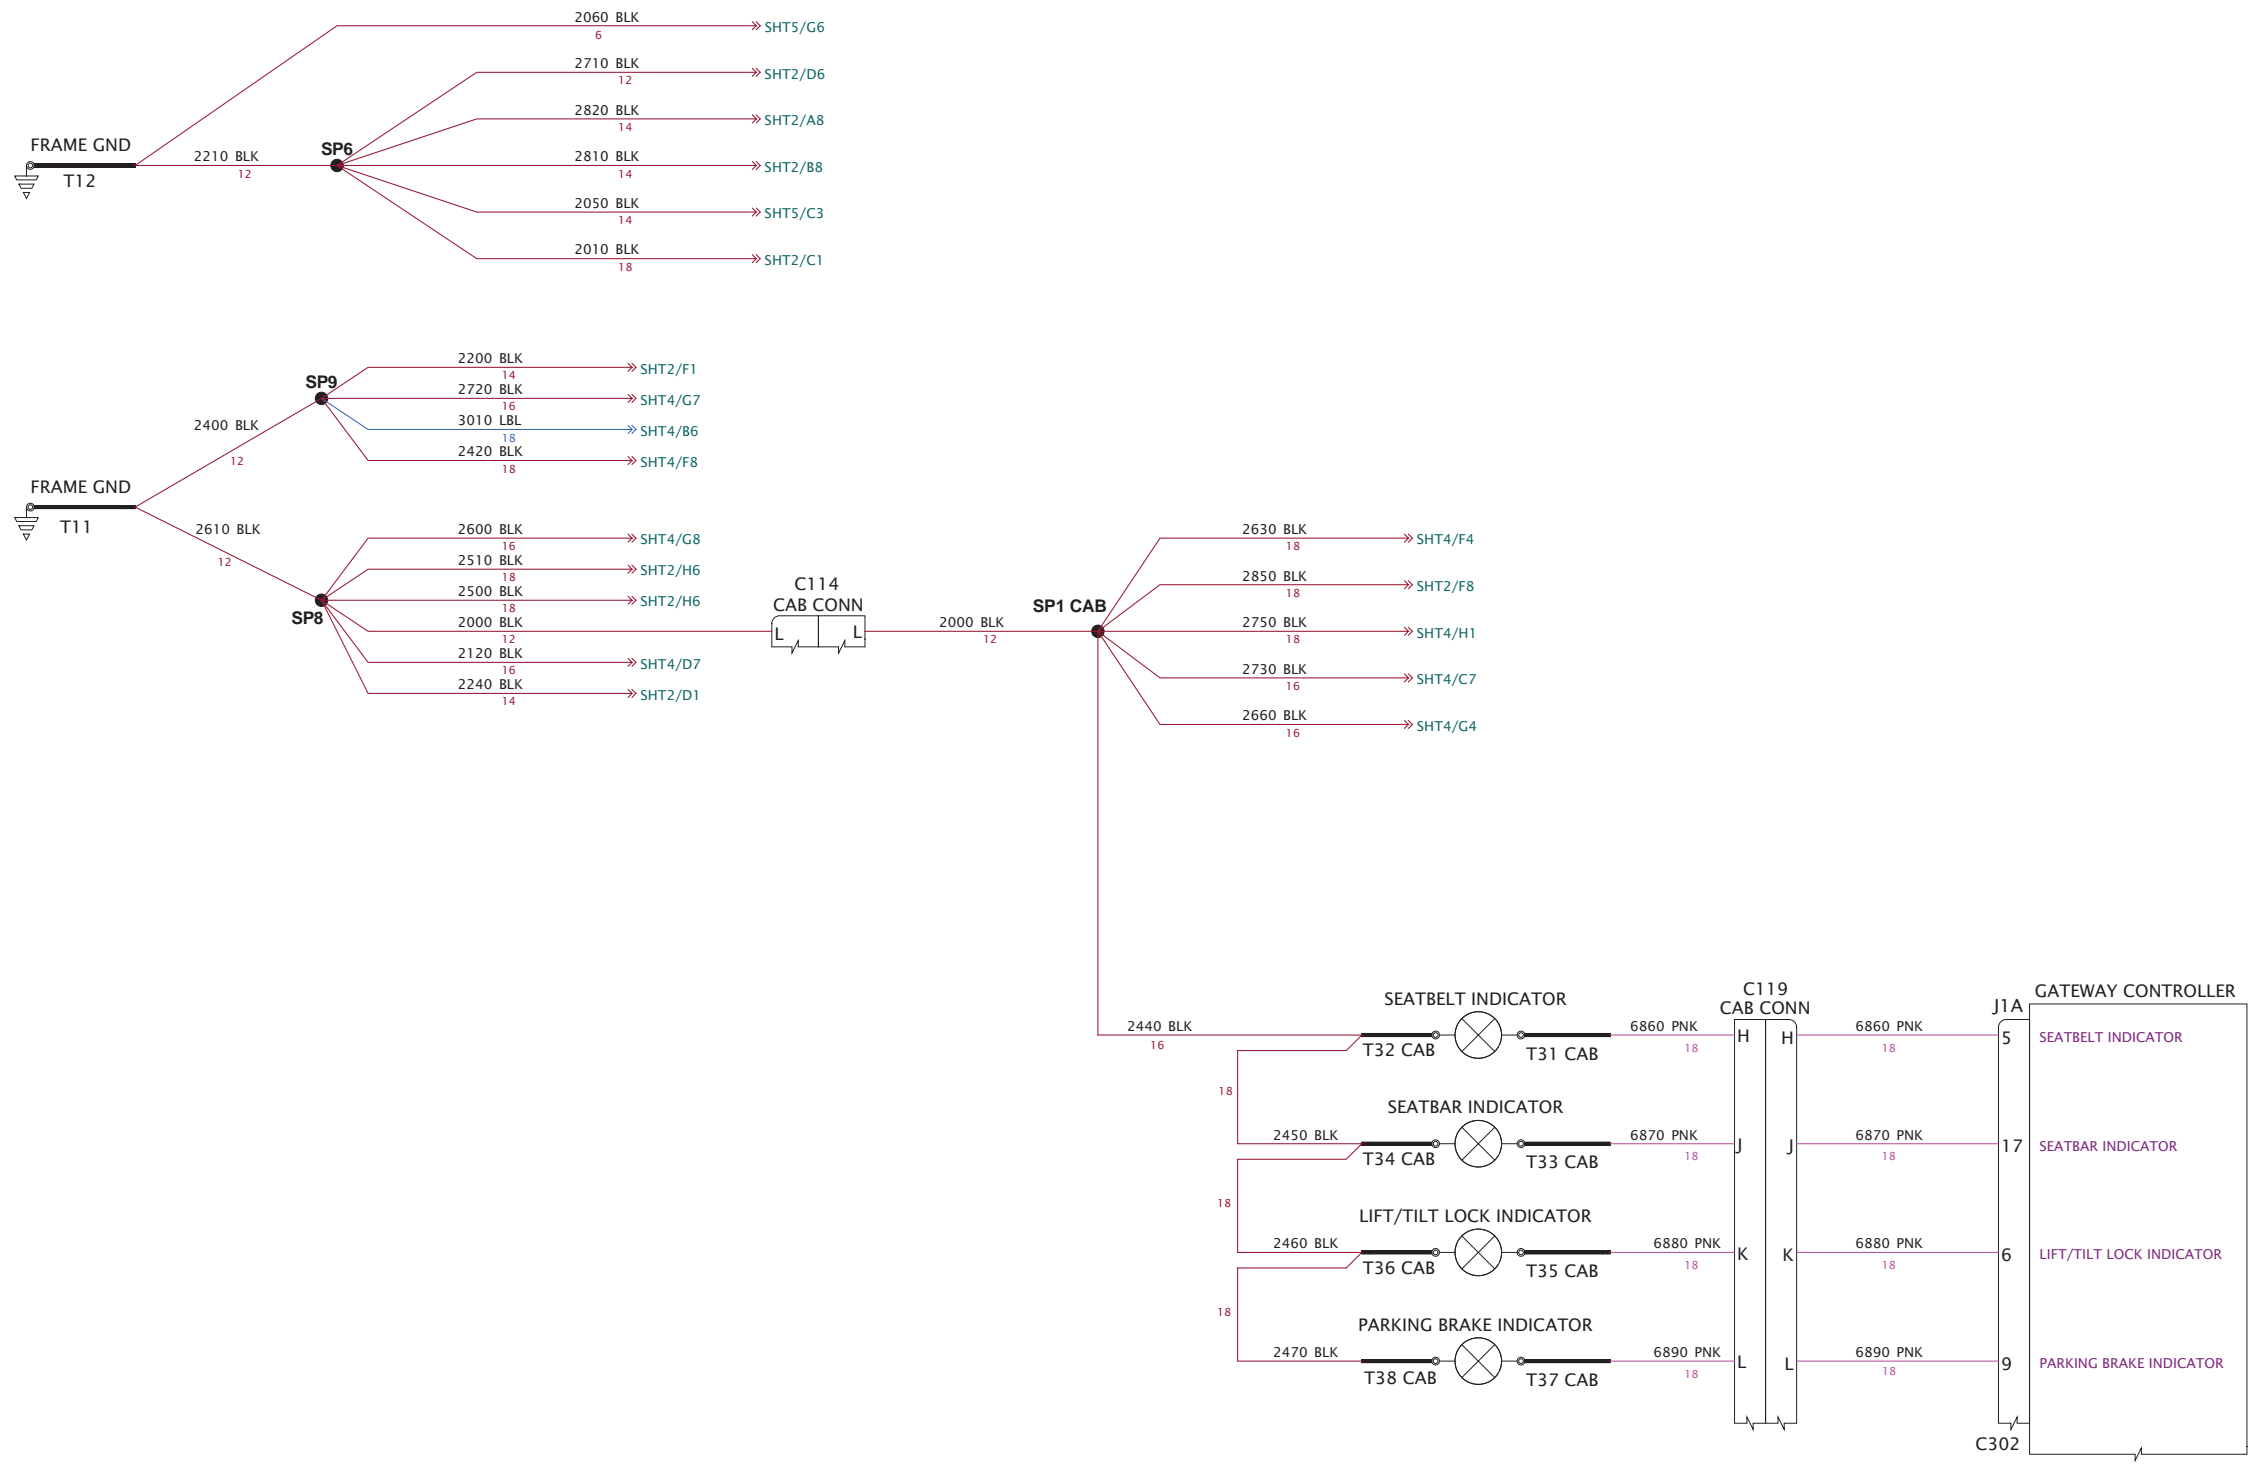 2060 BLK
6
SHT5/G6
2710 BLK
12
SHT2/D6
2820 BLK
14
SHT2/A8
FRAME GND
T12
2210 BLK
12
SP6
2810 BLK
14
SHT2/B8
2050 BLK
14
SHT5/C3
2010 BLK
18
SHT2/C1
2200 BLK
14
SHT2/F1
SP9
2720 BLK
16
SHT4/G7
2400 BLK
12
3010 LBL
18
SHT4/B6
2420 BLK
18
SHT4/F8
FRAME GND
T11
2610 BLK
12
SP8
2600 BLK
16
SHT4/G8
2510 BLK
18
SHT2/H6
2500 BLK
18
SHT2/H6
2000 BLK
12
2120 BLK
16
SHT4/D7
2240 BLK
14
SHT2/D1
C114
CAB CONN
L
L
2000 BLK
12
SP1 CAB
2630 BLK
18
SHT4/F4
2850 BLK
18
SHT2/F8
2750 BLK
18
SHT4/H1
2730 BLK
16
SHT4/C7
2660 BLK
16
SHT4/G4
C119
CAB CONN
J1A
GATEWAY CONTROLLER
SEATBELT INDICATOR
2440 BLK
16
T32 CAB
T31 CAB
6860 PNK
18
H
H
6860 PNK
18
5
SEATBELT INDICATOR
18
SEATBAR INDICATOR
2450 BLK
T34 CAB
T33 CAB
6870 PNK
18
J
J
6870 PNK
18
17
SEATBAR INDICATOR
18
LIFT/TILT LOCK INDICATOR
2460 BLK
T36 CAB
T35 CAB
6880 PNK
18
K
K
6880 PNK
18
6
LIFT/TILT LOCK INDICATOR
18
PARKING BRAKE INDICATOR
2470 BLK
T38 CAB
T37 CAB
6890 PNK
18
L
L
6890 PNK
18
9
PARKING BRAKE INDICATOR
C302